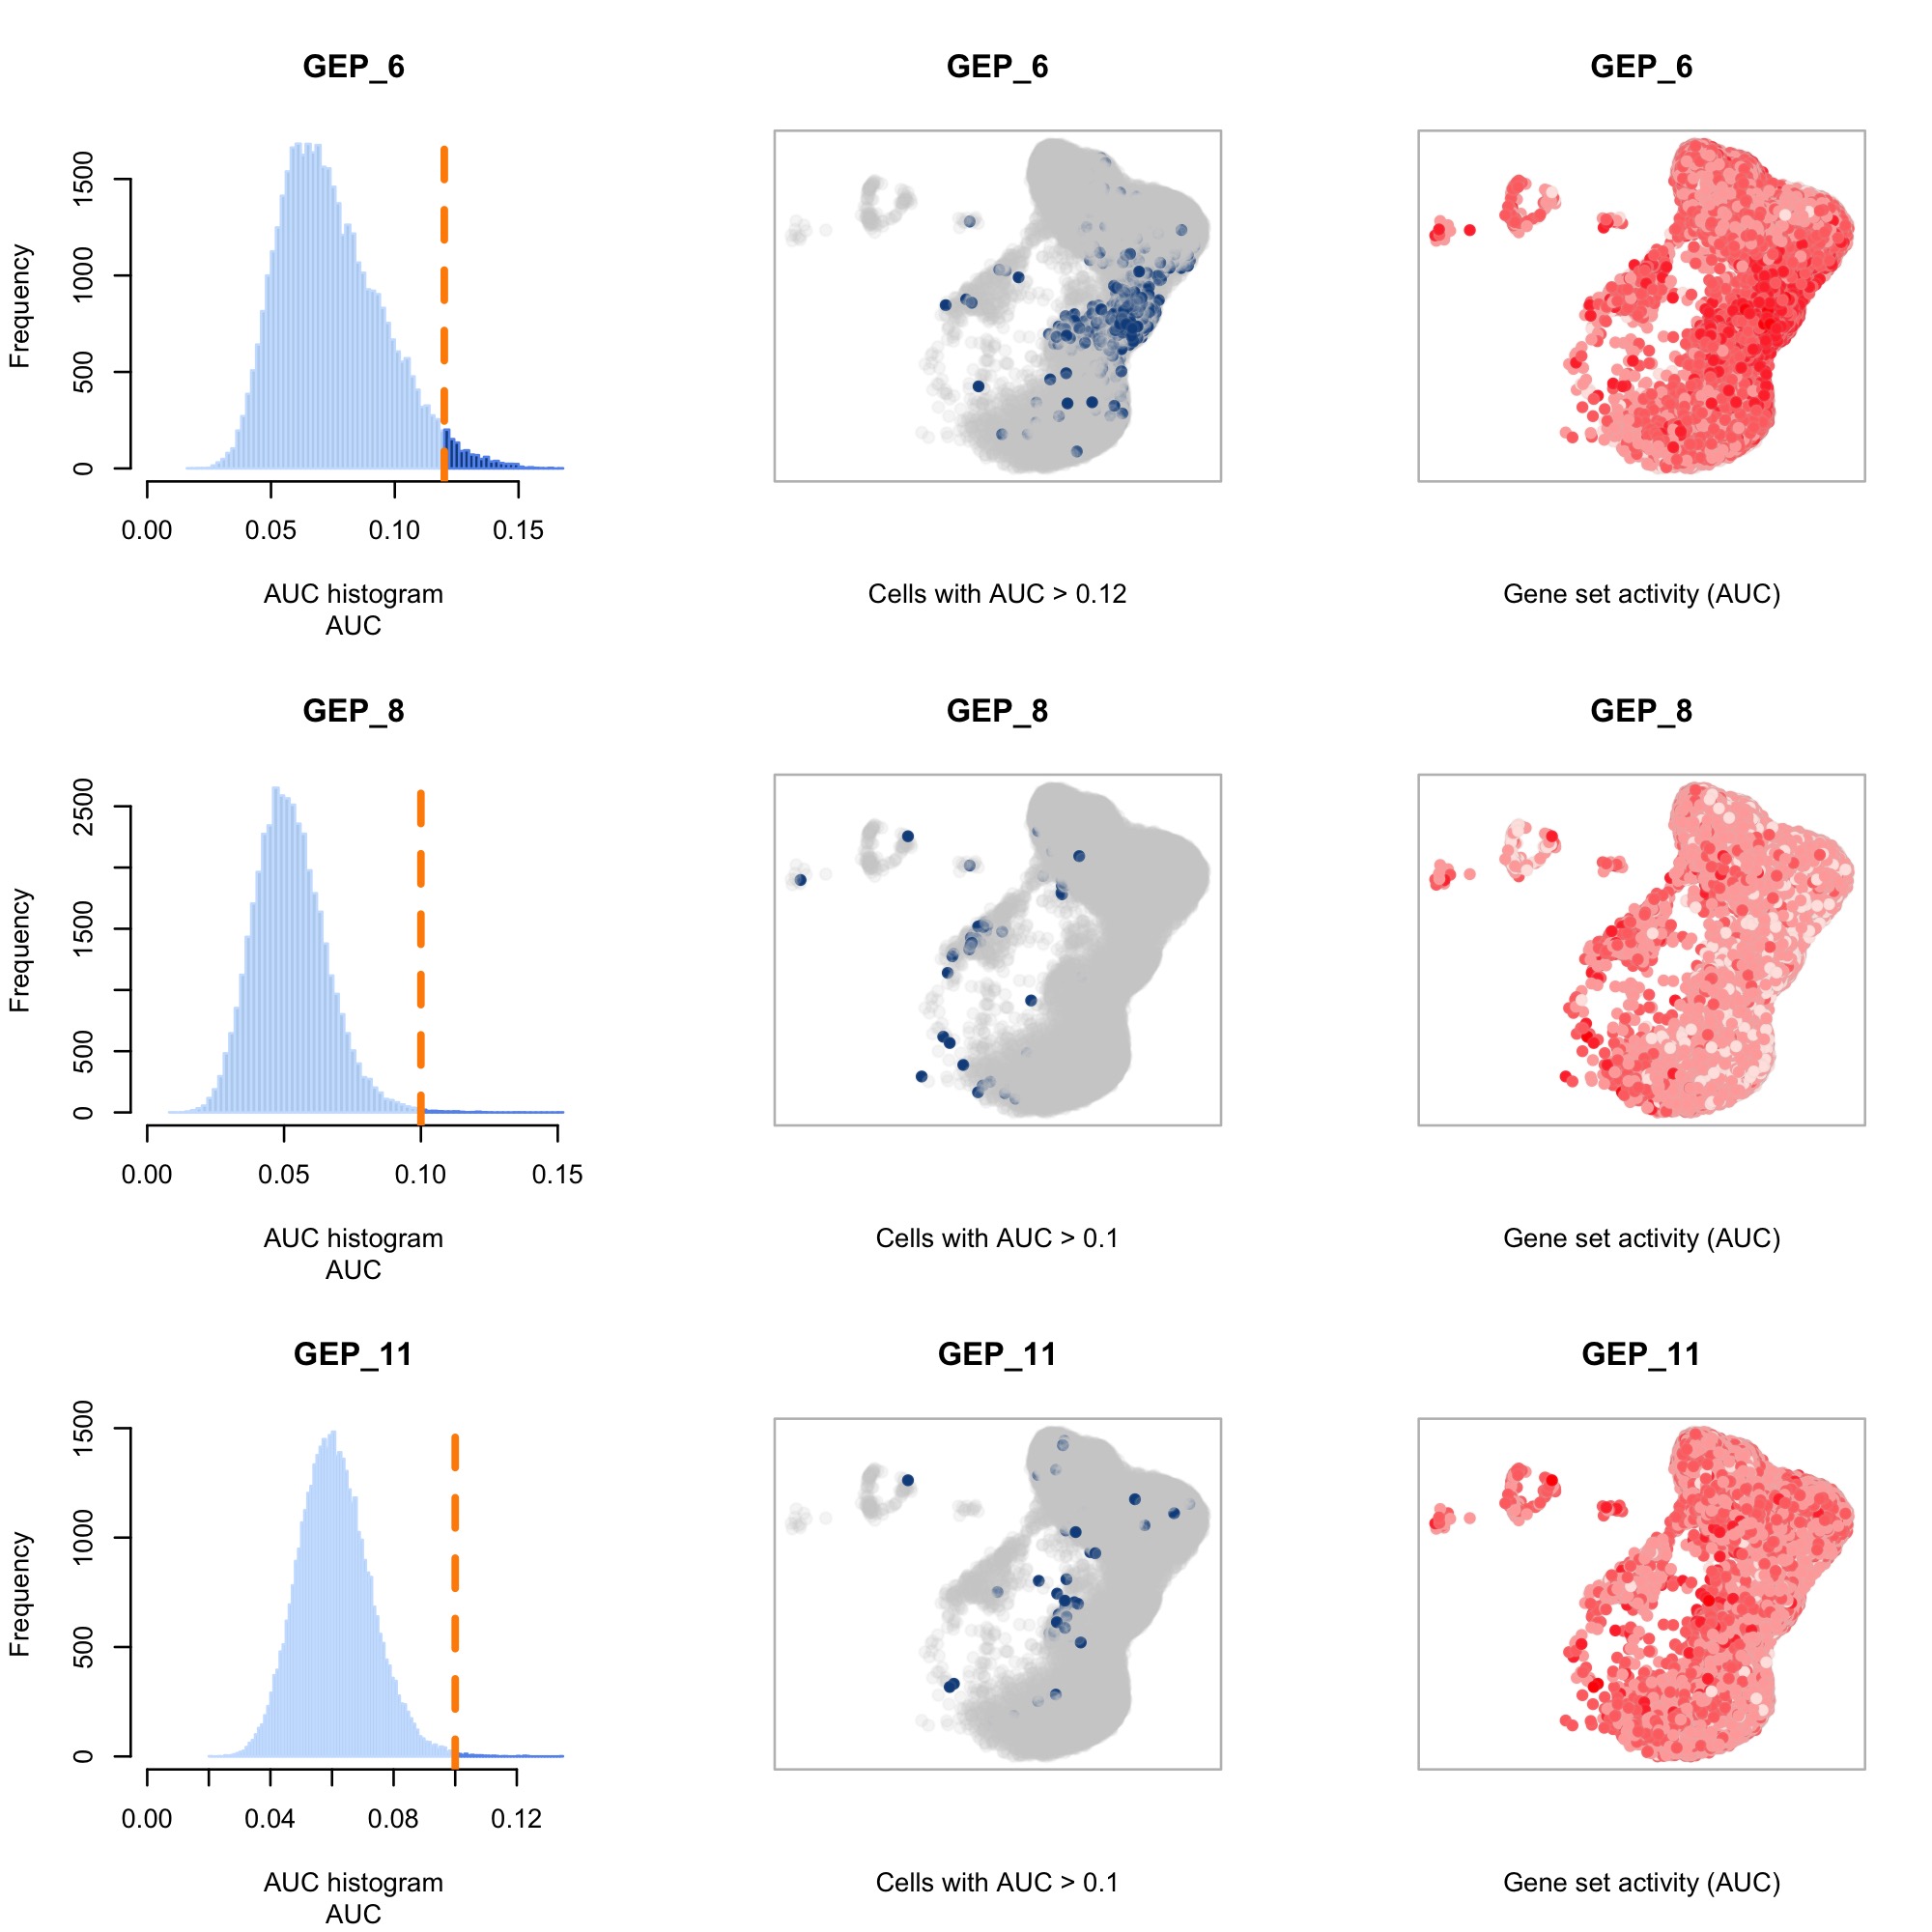 GEP_6
GEP_6
GEP_6
Frequency
0
500
1000
1500
0.00 0.05 0.10 0.15
AUC histogram
AUC
Cells with AUC > 0.12
Gene set activity (AUC)
GEP_8
GEP_8
GEP_8
Frequency
0
500
1500
2500
0.00 0.05 0.10 0.15
AUC histogram
AUC
Cells with AUC > 0.1
Gene set activity (AUC)
GEP_11
GEP_11
GEP_11
Frequency
0
500
1000
1500
0.00 0.04 0.08 0.12
AUC histogram
AUC
Cells with AUC > 0.1
Gene set activity (AUC)